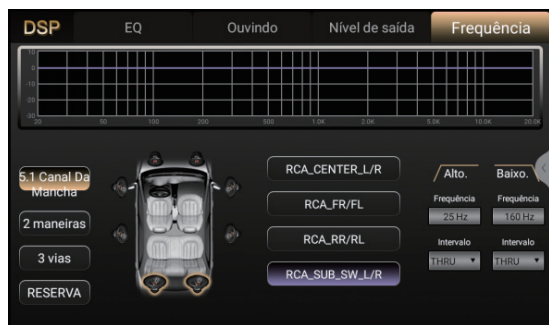 DSP
EQ
Ouvindo
Nível de saída
Frequência
10
0
-10
-20
-30
20
50
100
200
500
1.0K
2.0K
5.0K
10.0K
20.0K
5.1 Canal Da
Mancha
2 maneiras
3 vias
RESERVA
RCA_CENTER_L/R
RCA_FR/FL
RCA_RR/RL
RCA_SUB_SW_L/R
Alto.
Baixo.
Frequência
Frequência
25 Hz
160 Hz
Intervalo
Intervalo
THRU
THRU